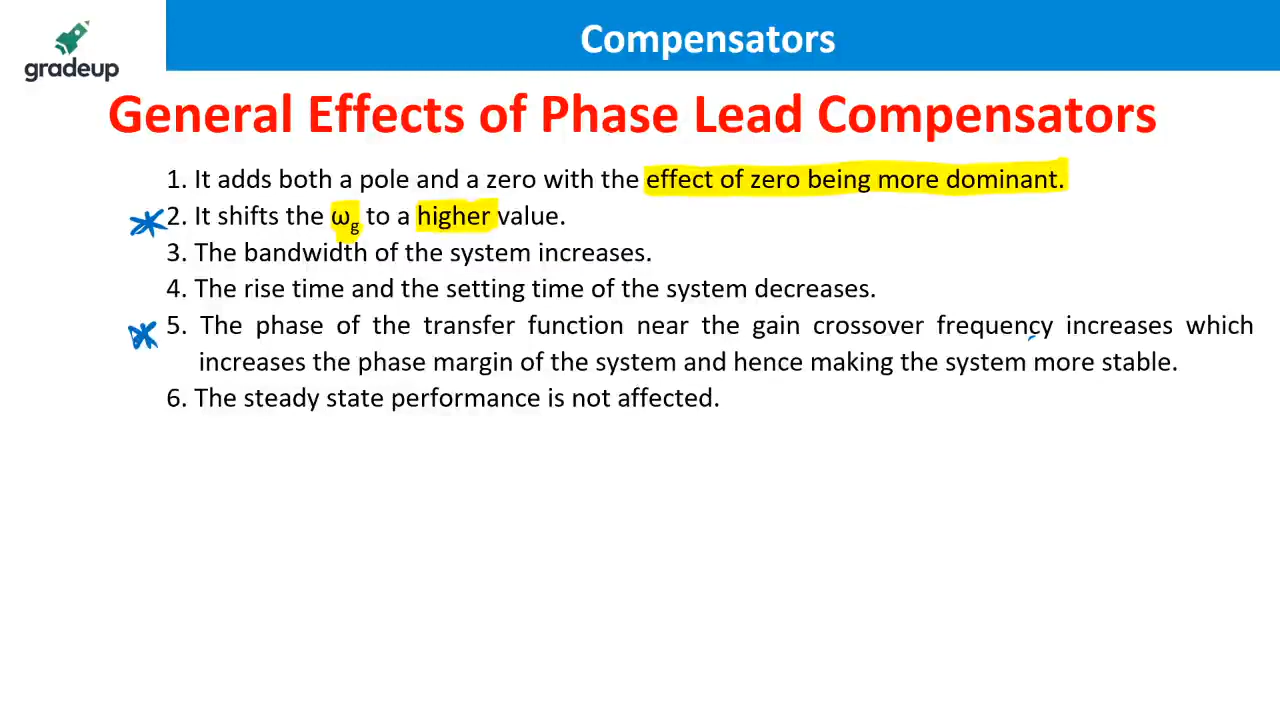 Compensators
gradeup
General Effects of Phase Lead Compensators
1. It adds both a pole and a zero with the effect of zero being more dominant.
2. It shifts the ωg to a higher value.
3. The bandwidth of the system increases.
4. The rise time and the setting time of the system decreases.
5. The phase of the transfer function near the gain crossover frequency increases which
increases the phase margin of the system and hence making the system more stable.
6. The steady state performance is not affected.